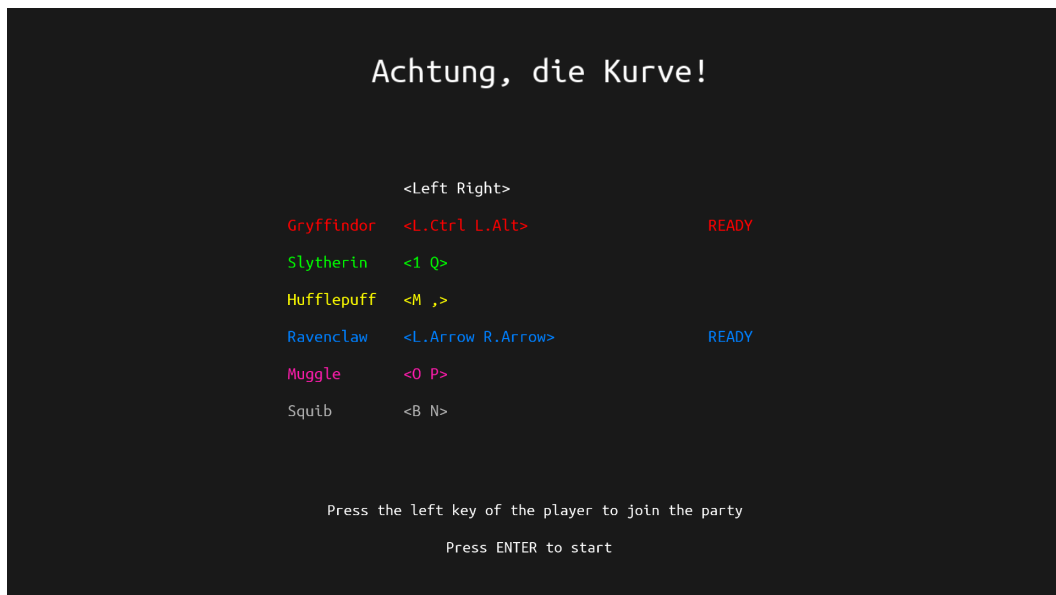 Achtung, die Kurve!
<Left Right>
Gryffindor <L.Ctrl L.Alt> READY
Slytherin <1 Q>
Hufflepuff <M ,>
Ravenclaw <L.Arrow R.Arrow> READY
Muggle <O P>
Squib <B N>
Press the left key of the player to join the party
Press ENTER to start